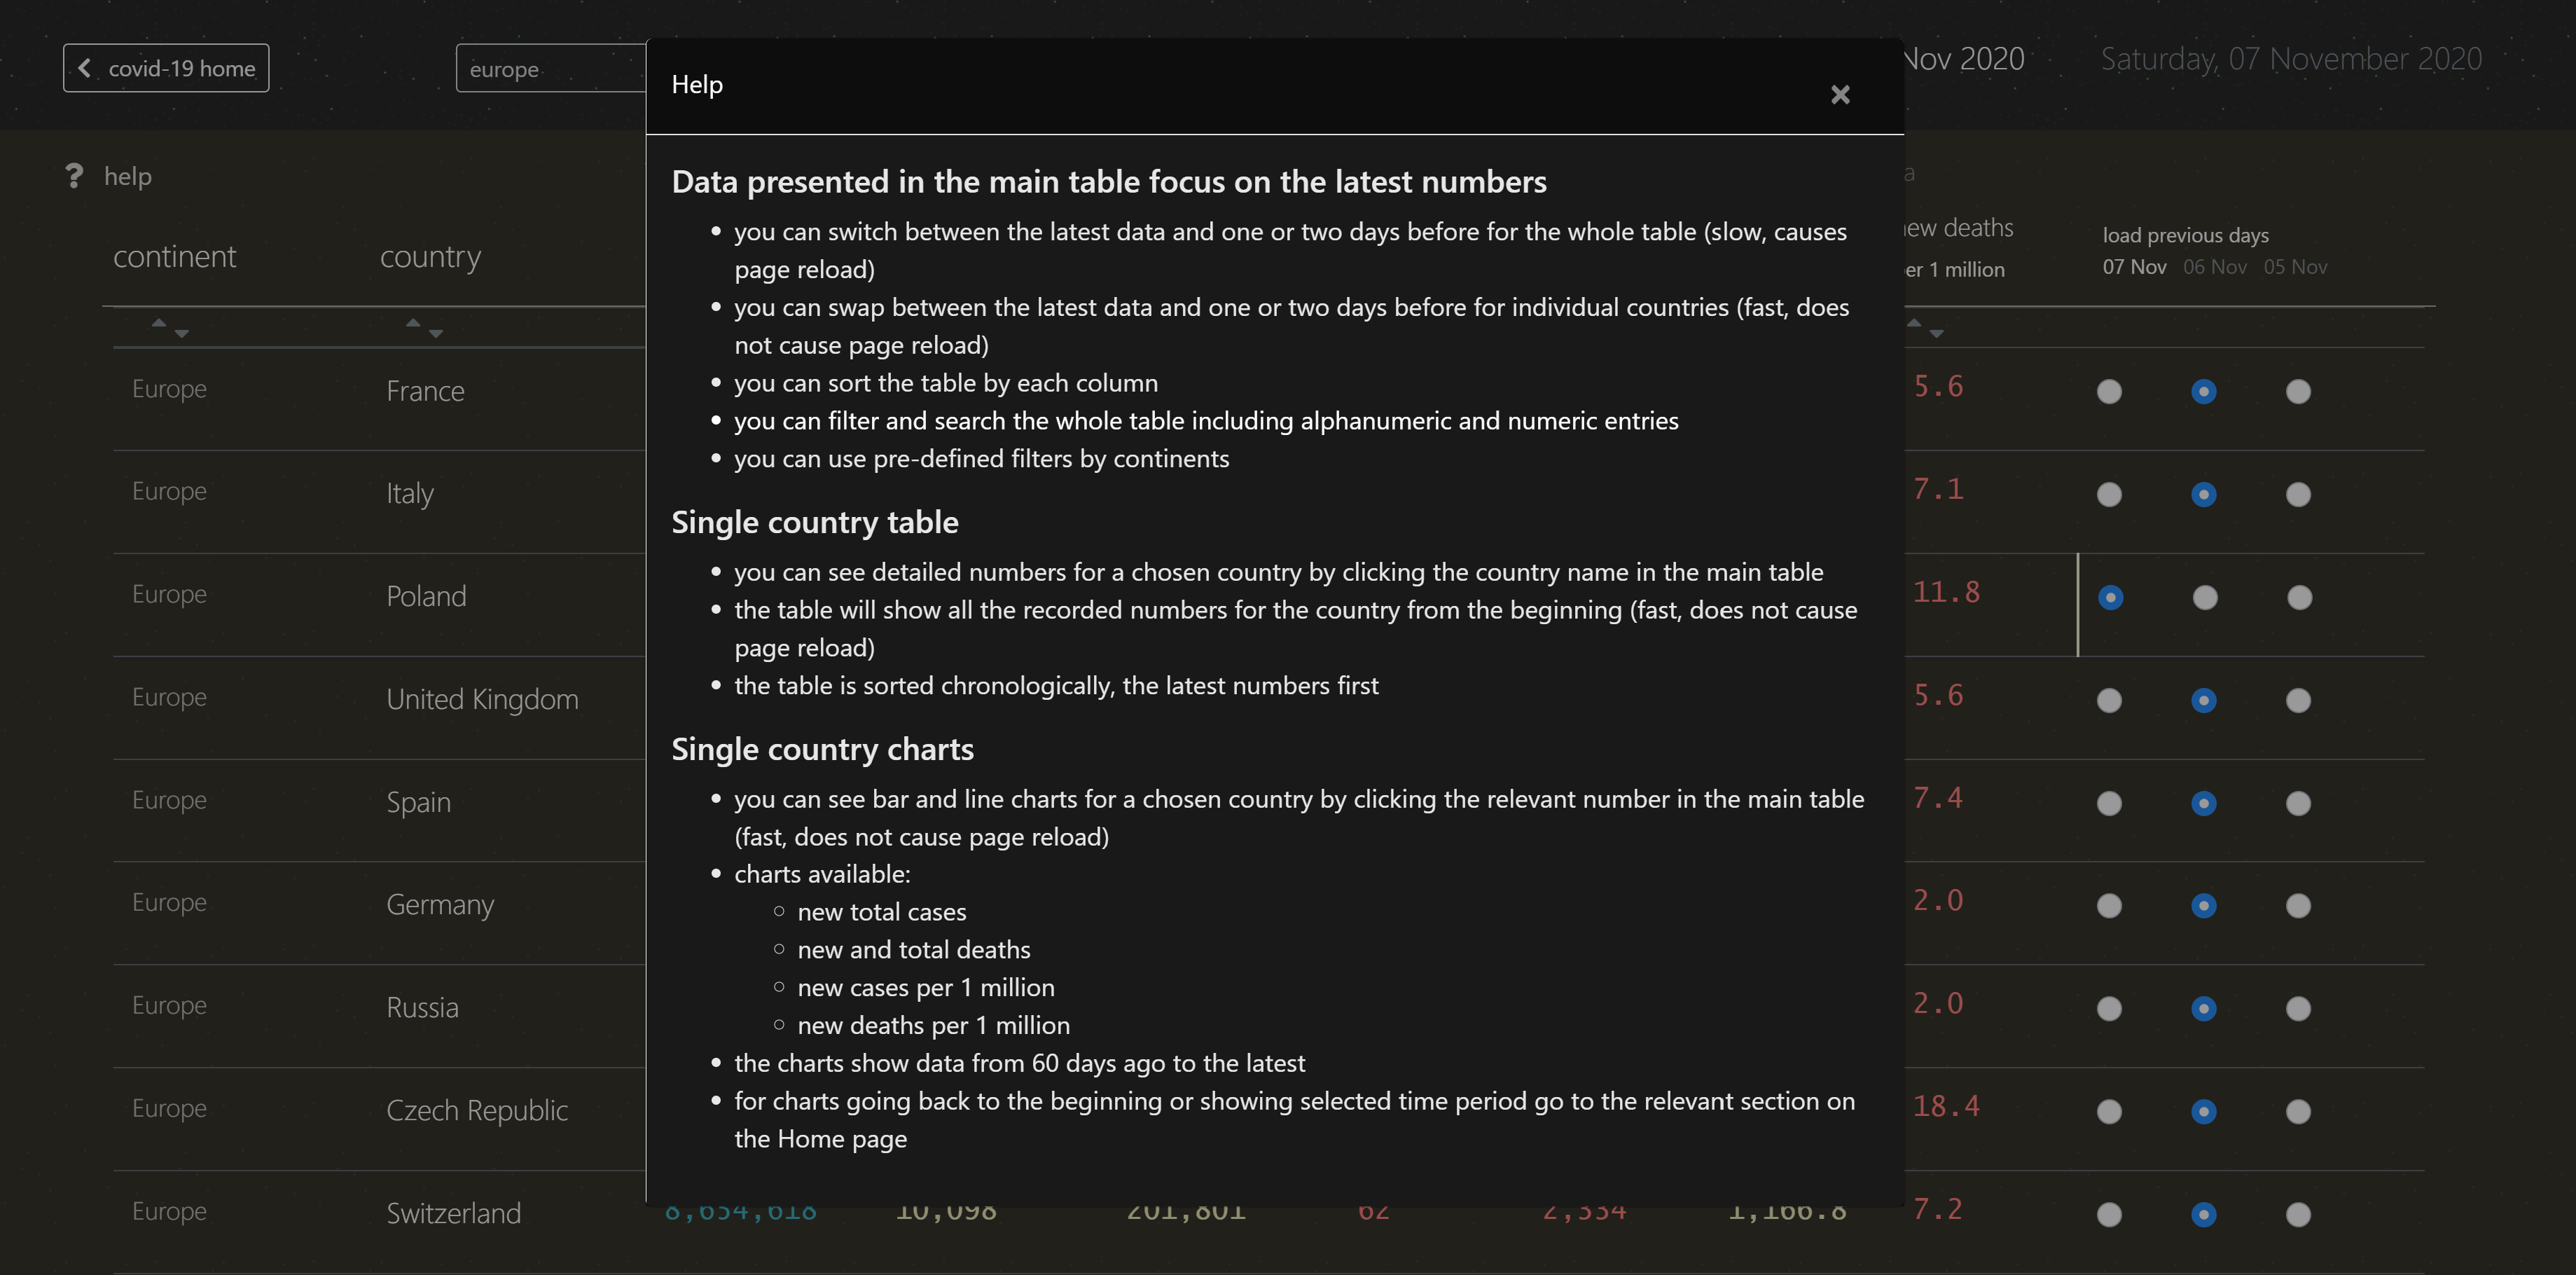 covid-19 home
europe
Nov 2020
Saturday, 07 November 2020
Help
? help
Data presented in the main table focus on the latest numbers
you can switch between the latest data and one or two days before for the whole table (slow, causes
page reload)
you can swap between the latest data and one or two days before for individual countries (fast, does
not cause page reload)
you can sort the table by each column
you can filter and search the whole table including alphanumeric and numeric entries
you can use pre-defined filters by continents
Single country table
you can see detailed numbers for a chosen country by clicking the country name in the main table
the table will show all the recorded numbers for the country from the beginning (fast, does not cause
page reload)
the table is sorted chronologically, the latest numbers first
Single country charts
you can see bar and line charts for a chosen country by clicking the relevant number in the main table
(fast, does not cause page reload)
charts available:
new total cases
new and total deaths
new cases per 1 million
new deaths per 1 million
the charts show data from 60 days ago to the latest
for charts going back to the beginning or showing selected time period go to the relevant section on
the Home page
continent country deaths
1 million
load previous days
07 Nov 06 Nov 05 Nov
Europe France 5.6
Europe Italy 7.1
Europe Poland 11.8
Europe United Kingdom 5.6
Europe Spain 7.4
Europe Germany 2.0
Europe Russia 2.0
Europe Czech Republic 18.4
Europe Switzerland 8,654,618 10,098 201,801 62 2,334 1,166.8 7.2